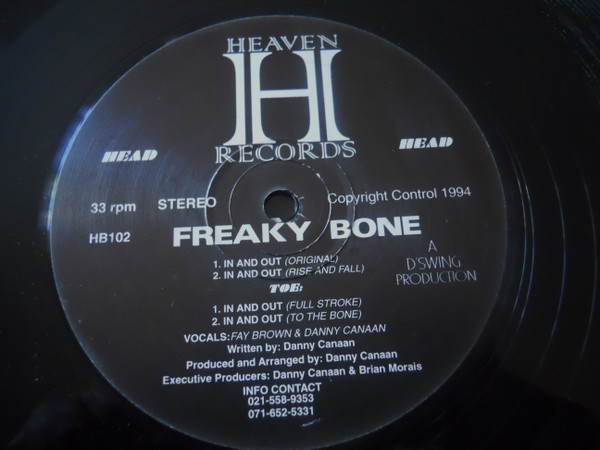 HEAVEN
H
RECORDS
HEAD
HEAD
33 rpm STEREO Copyright Control 1994
HB102 FREAKY BONE
1. IN AND OUT (ORIGINAL)
2. IN AND OUT (RISE AND FALL)
A
D'SWING
PRODUCTION
TOE:
1. IN AND OUT (FULL STROKE)
2. IN AND OUT (TO THE BONE)
VOCALS:FAY BROWN & DANNY CANAAN
Written by: Danny Canaan
Produced and Arranged by: Danny Canaan
Executive Producers: Danny Canaan & Brian Morais
INFO CONTACT
021-558-9353
071-652-5331